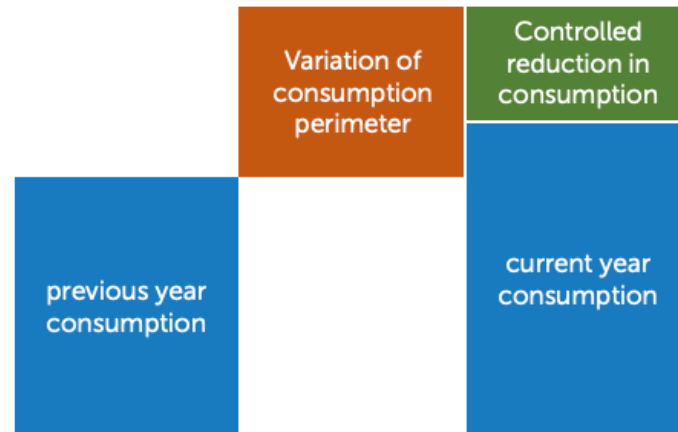 Variation of
consumption
perimeter
Controlled
reduction in
consumption
previous year
consumption
current year
consumption